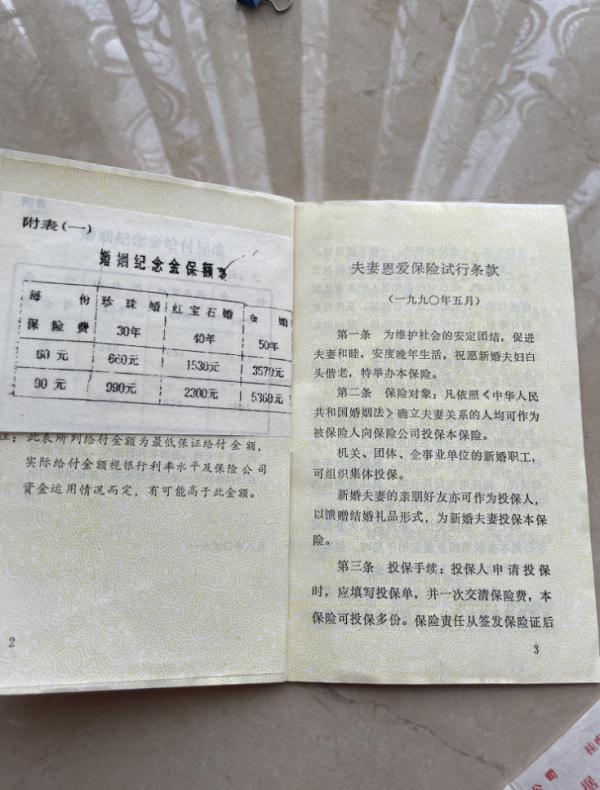 附表（一）
婚姻纪念金保额表
每 份 珍珠婚 红宝石婚 金 婚
保险费 30年 40年 50年
60元 660元 1530元 3570元
90元 990元 2300元 5360元
注：此表所列给付金额为最低保证给付金额，
实际给付金额视银行利率水平及保险公司
资金运用情况而定，有可能高于此金额。
2
夫妻恩爱保险试行条款
（一九九〇年五月）
第一条 为维护社会的安定团结，促进
夫妻和睦，安度晚年生活，祝愿新婚夫妇白
头偕老，特举办本保险。
第二条 保险对象：凡依照《中华人民
共和国婚姻法》确立夫妻关系的人均可作为
被保险人向保险公司投保本保险。
机关、团体、企事业单位的新婚职工，
可组织集体投保。
新婚夫妻的亲朋好友亦可作为投保人，
以馈赠结婚礼品形式，为新婚夫妻投保本保
险。
第三条 投保手续：投保人申请投保
时，应填写投保单，并一次交清保险费，本
保险可投保多份。保险责任从签发保险证后
3
公司
据